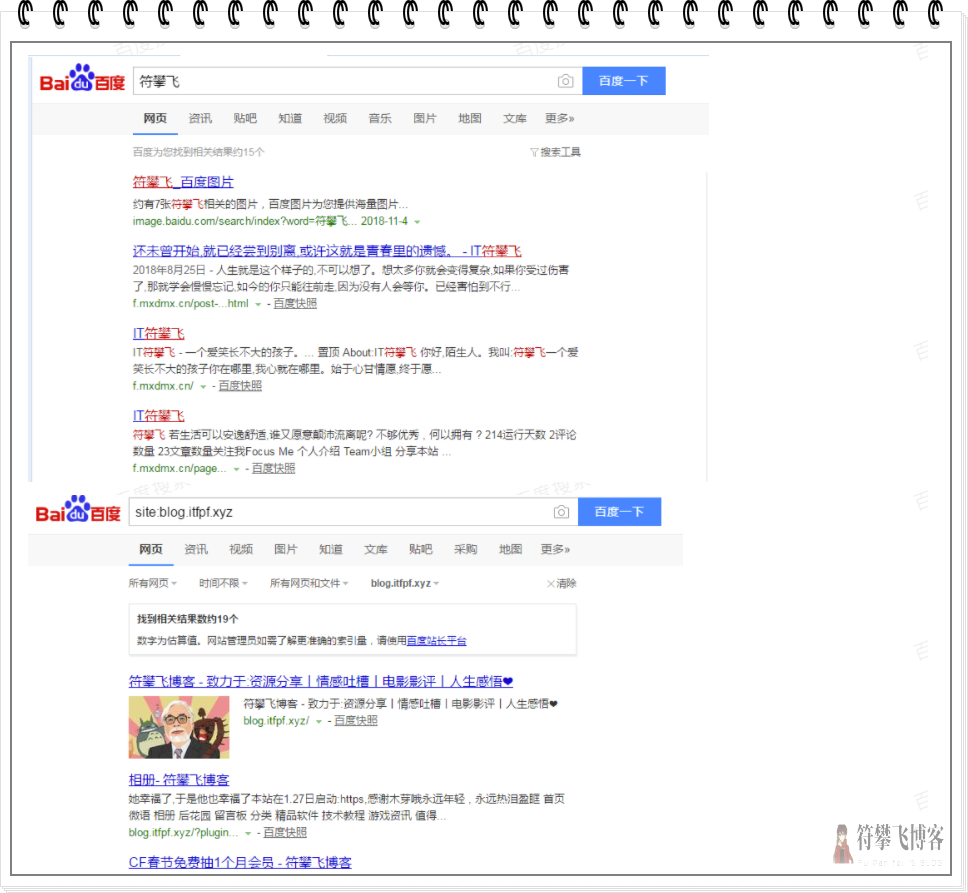 Baidu百度 符攀飞 百度一下
网页 资讯 贴吧 知道 视频 音乐 图片 地图 文库 更多»
百度为您找到相关结果约15个 搜索工具
符攀飞_百度图片
约有7张符攀飞相关的图片，百度图片为您提供海量图片...
image.baidu.com/search/index?word=符攀飞... 2018-11-4
还未曾开始,就已经尝到别离,或许这就是青春里的遗憾。 - IT符攀飞
2018年8月25日 - 人生就是这个样子的,不可以想了。想太多你就会变得复杂,如果你受过伤害
了,那就学会慢慢忘记,如今的你只能往前走,因为没有人会等你。已经害怕到不行...
f.mxdmx.cn/post-...html - 百度快照
IT符攀飞
IT符攀飞 - 一个爱笑长不大的孩子。... 置顶 About:IT符攀飞 你好,陌生人。我叫:符攀飞一个爱
笑长不大的孩子你在哪里,我心就在哪里。始于心甘情愿,终于愿...
f.mxdmx.cn/ - 百度快照
IT符攀飞
符攀飞 若生活可以安逸舒适,谁又愿意颠沛流离呢? 不够优秀，何以拥有？214运行天数 2评论
数量 23文章数量关注我Focus Me 个人介绍 Team小组 分享本站 ...
f.mxdmx.cn/page... - 百度快照
Baidu百度 site:blog.itfpf.xyz 百度一下
网页 资讯 视频 图片 知道 文库 贴吧 采购 地图 更多»
所有网页 时间不限 所有网页和文件 blog.itfpf.xyz 清除
找到相关结果数约19个
数字为估算值。网站管理员如需了解更准确的索引量，请使用百度站长平台
符攀飞博客 - 致力于:资源分享丨情感吐槽丨电影影评丨人生感悟❤
符攀飞博客 - 致力于:资源分享丨情感吐槽丨电影影评丨人生感悟❤
blog.itfpf.xyz/ - 百度快照
相册- 符攀飞博客
她幸福了,于是他也幸福了本站在1.27日启动:https,感谢木芽哦永远年轻，永远热泪盈眶 首页
微语 相册 后花园 留言板 分类 精品软件 技术教程 游戏资讯 值得...
blog.itfpf.xyz/?plugin... - 百度快照
CF春节免费抽1个月会员 - 符攀飞博客
符攀飞博客